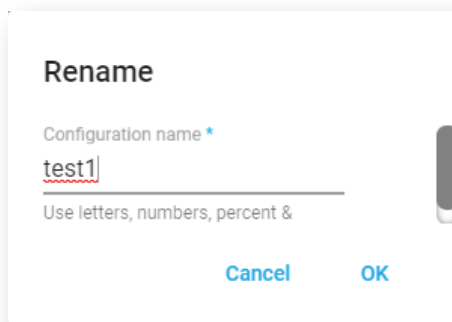 Rename
Configuration name *
test1
Use letters, numbers, percent &
Cancel OK